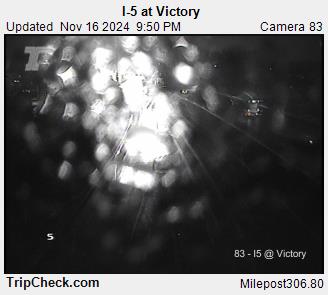 I-5 at Victory
Updated  Nov 16 2024  9:50 PM
Camera 83
S
83 - I5 @ Victory
TripCheck.com
Milepost306.80